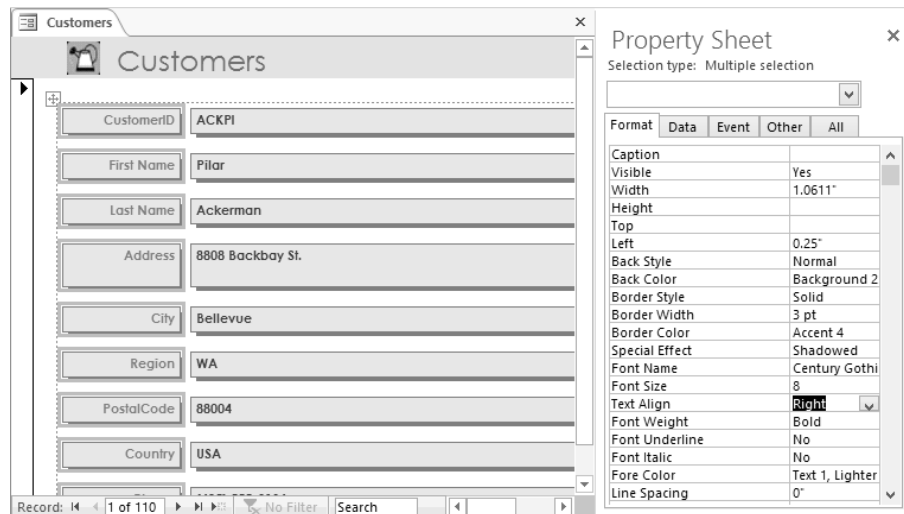 Customers
Customers
CustomerID ACKPI
First Name Pilar
Last Name Ackerman
Address 8808 Backbay St.
City Bellevue
Region WA
PostalCode 88004
Country USA
Record: 1 of 110 No Filter Search
Property Sheet
Selection type: Multiple selection
Format Data Event Other All
Caption
Visible Yes
Width 1.0611"
Height
Top
Left 0.25"
Back Style Normal
Back Color Background 2
Border Style Solid
Border Width 3 pt
Border Color Accent 4
Special Effect Shadowed
Font Name Century Gothi
Font Size 8
Text Align Right
Font Weight Bold
Font Underline No
Font Italic No
Fore Color Text 1, Lighter
Line Spacing 0"